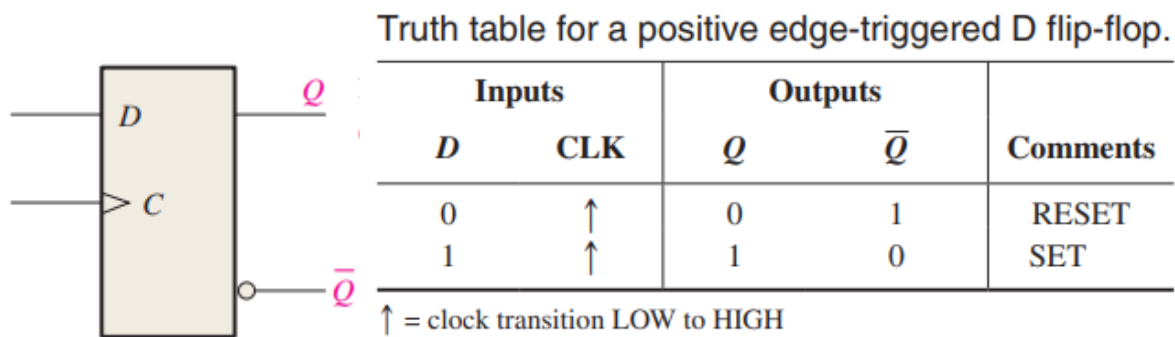 Truth table for a positive edge-triggered D flip-flop.
D
C
Q
Q̅
Inputs Outputs
D CLK Q Q̅ Comments
0 ↑ 0 1 RESET
1 ↑ 1 0 SET
↑ = clock transition LOW to HIGH